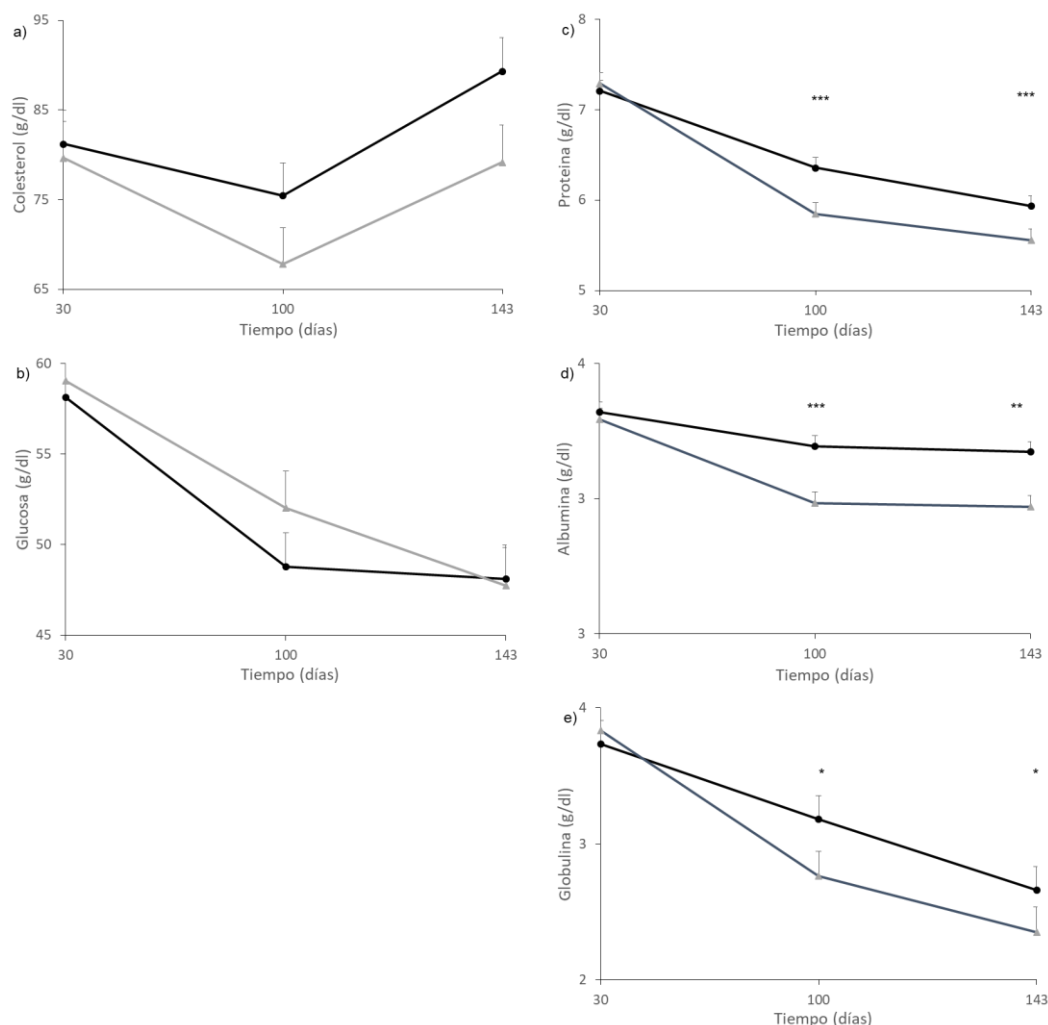 a)
95
85
75
65
Colesterol (g/dl)
30 100 143
Tiempo (días)
b)
60
55
50
45
Glucosa (g/dl)
30 100 143
Tiempo (días)
c)
8
7
6
5
Proteina (g/dl)
*** ***
30 100 143
Tiempo (días)
d)
4
3
3
Albumina (g/dl)
*** **
30 100 143
Tiempo (días)
e)
4
3
2
Globulina (g/dl)
* *
30 100 143
Tiempo (días)